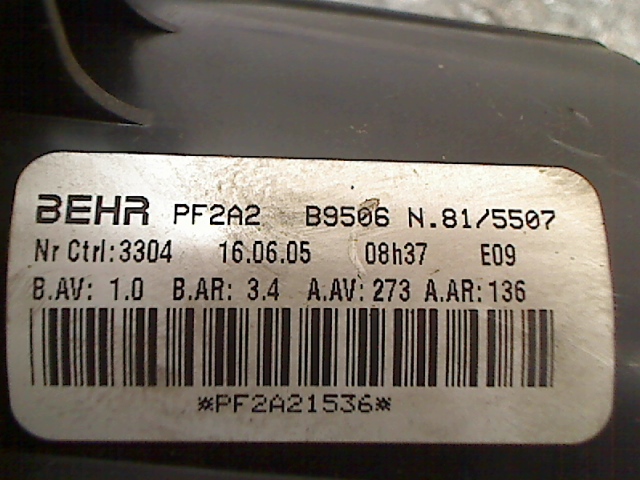 BEHR PF2A2 B9506 N.81/5507
Nr Ctrl:3304 16.06.05 08h37 E09
B.AV: 1.0 B.AR: 3.4 A.AV:273 A.AR:136
*PF2A21536*